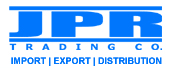 JPR
TRADING CO.
IMPORT | EXPORT | DISTRIBUTION